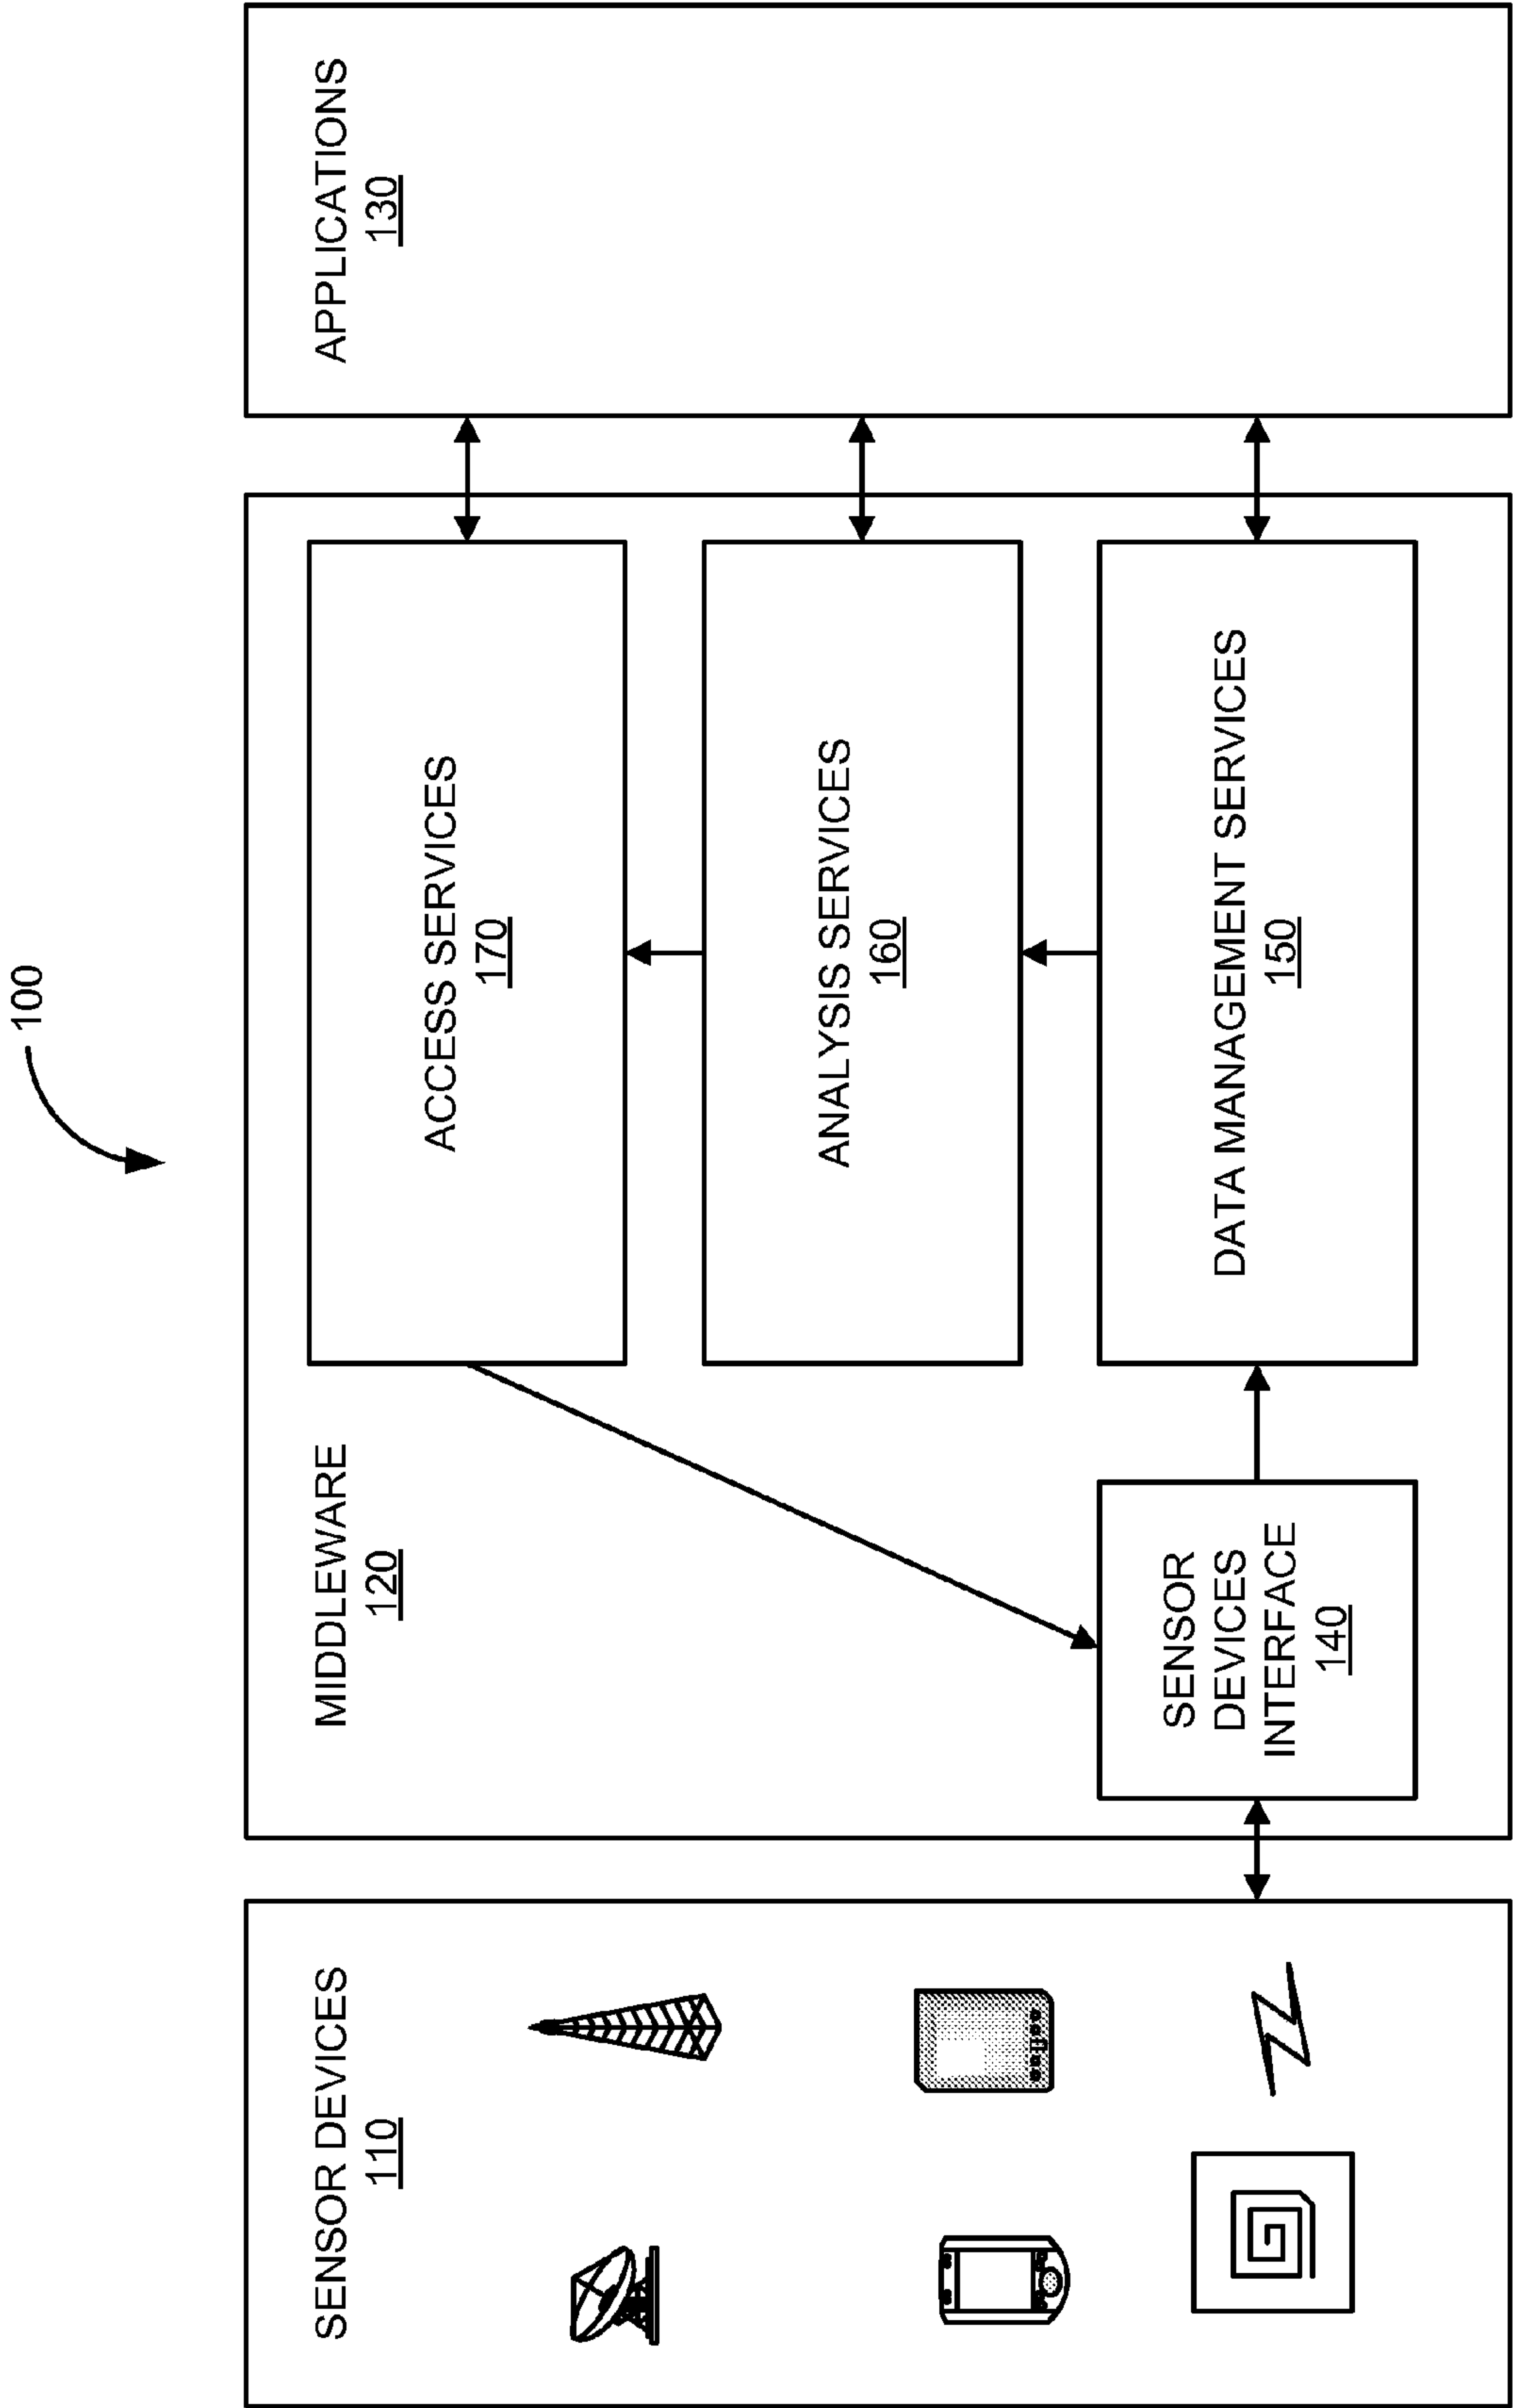 100
SENSOR DEVICES
110
MIDDLEWARE
120
ACCESS SERVICES
170
ANALYSIS SERVICES
160
SENSOR
DEVICES
INTERFACE
140
DATA MANAGEMENT SERVICES
150
APPLICATIONS
130